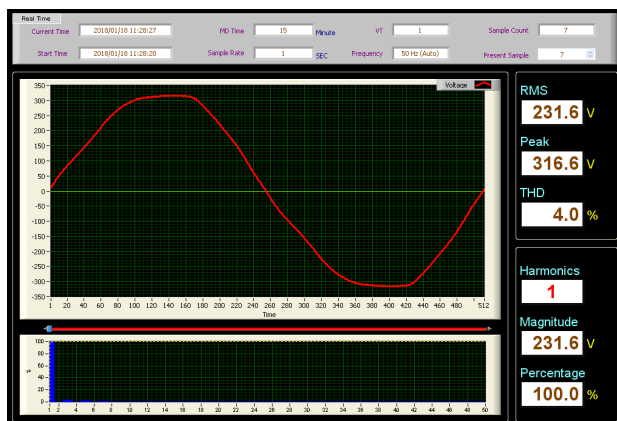 Real Time
Current Time 2018/01/18 11:28:27 MD Time 15 Minute VT 1 Sample Count 7
Start Time 2018/01/18 11:28:20 Sample Rate 1 SEC Frequency 50 Hz (Auto) Present Sample 7
Voltage
350
300
250
200
150
100
50
0
-50
-100
-150
-200
-250
-300
-350
1 20 40 60 80 100 120 140 160 180 200 220 240 260 280 300 320 340 360 380 400 420 440 460 480 512
Time
100
80
60
%
40
20
0
1 2 4 6 8 10 12 14 16 18 20 22 24 26 28 30 32 34 36 38 40 42 44 46 48 50
RMS
231.6 V
Peak
316.6 V
THD
4.0 %
Harmonics
1
Magnitude
231.6 V
Percentage
100.0 %